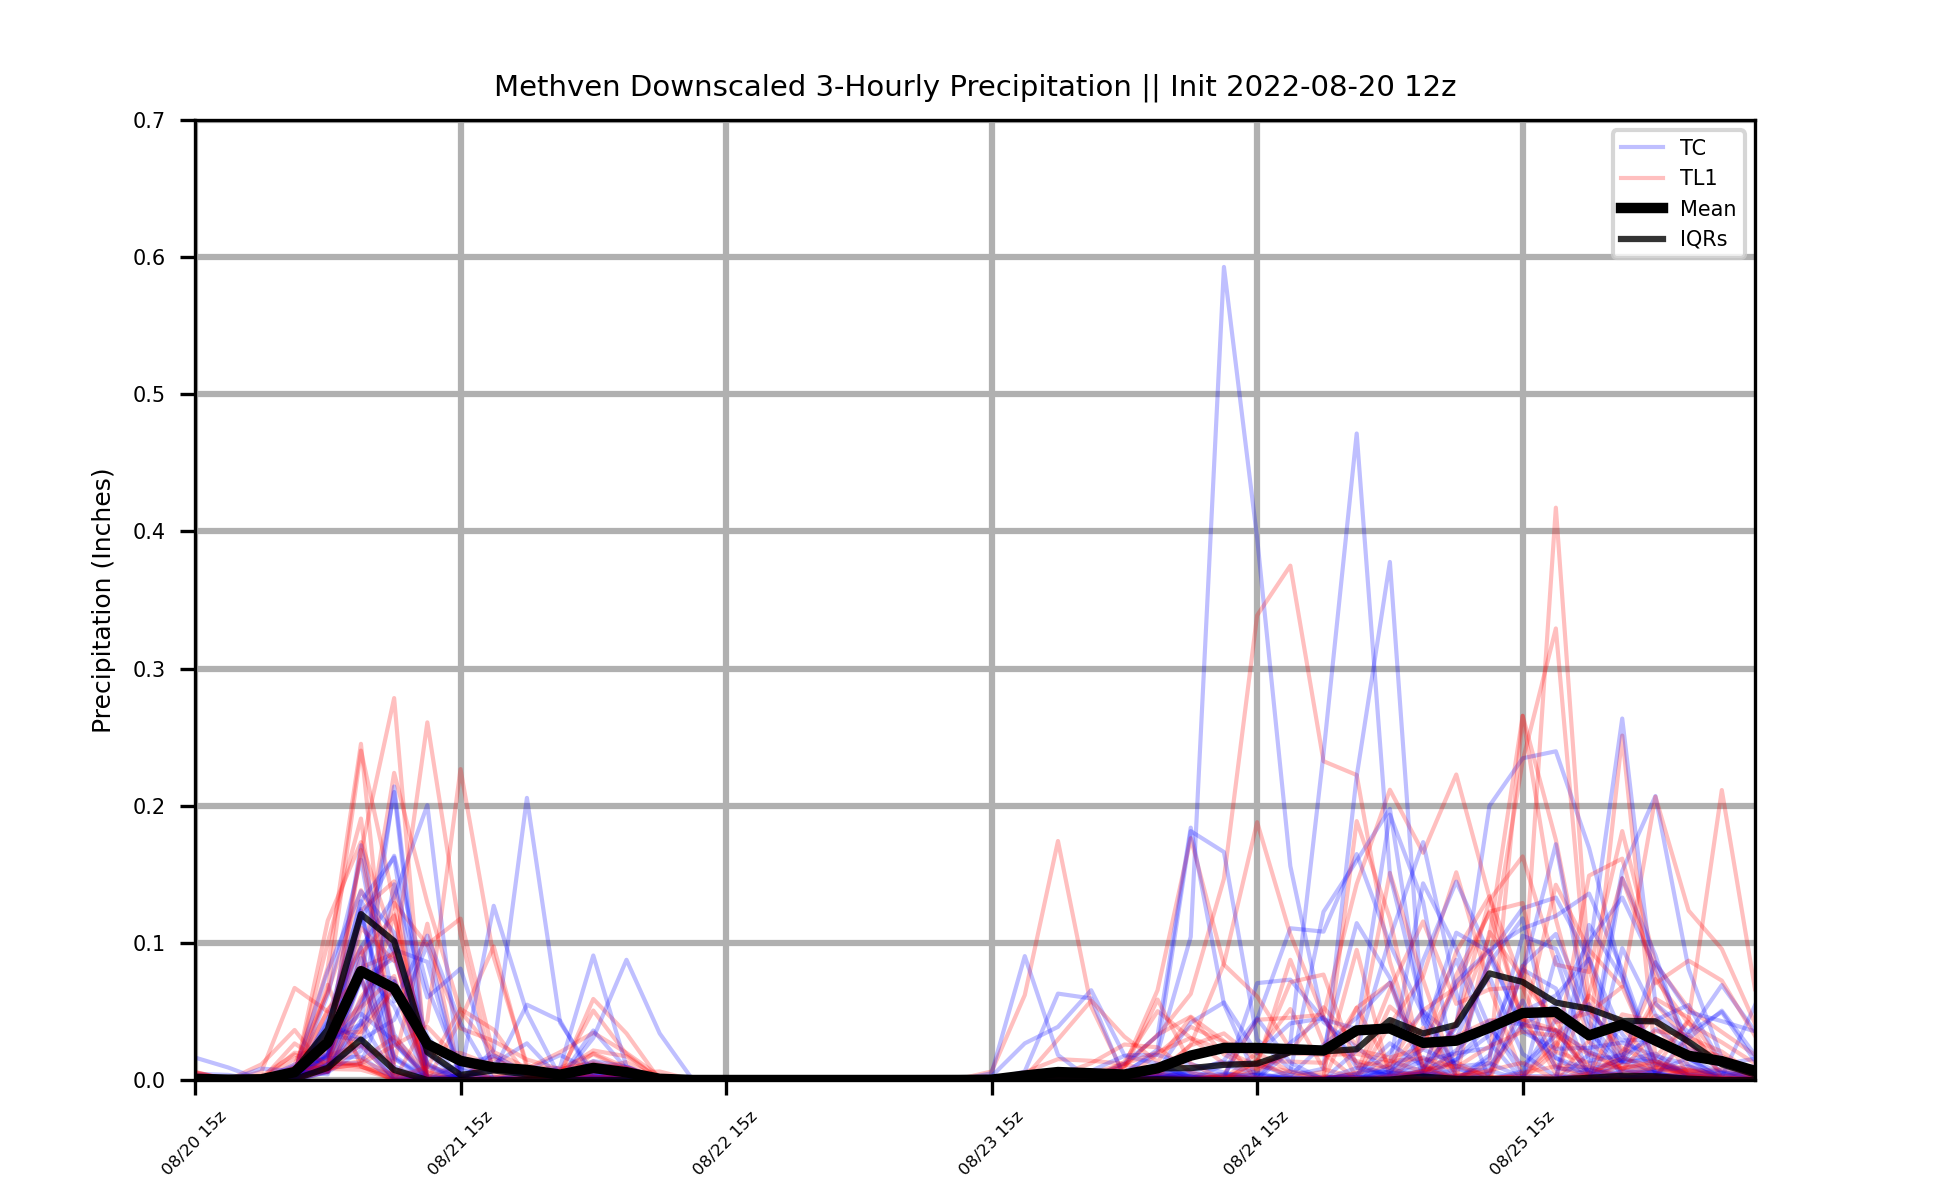 Methven Downscaled 3-Hourly Precipitation || Init 2022-08-20 12z
0.7
0.6
0.5
0.4
0.3
0.2
0.1
0.0
Precipitation (Inches)
TC
TL1
Mean
IQRs
08/20 15z
08/21 15z
08/22 15z
08/23 15z
08/24 15z
08/25 15z